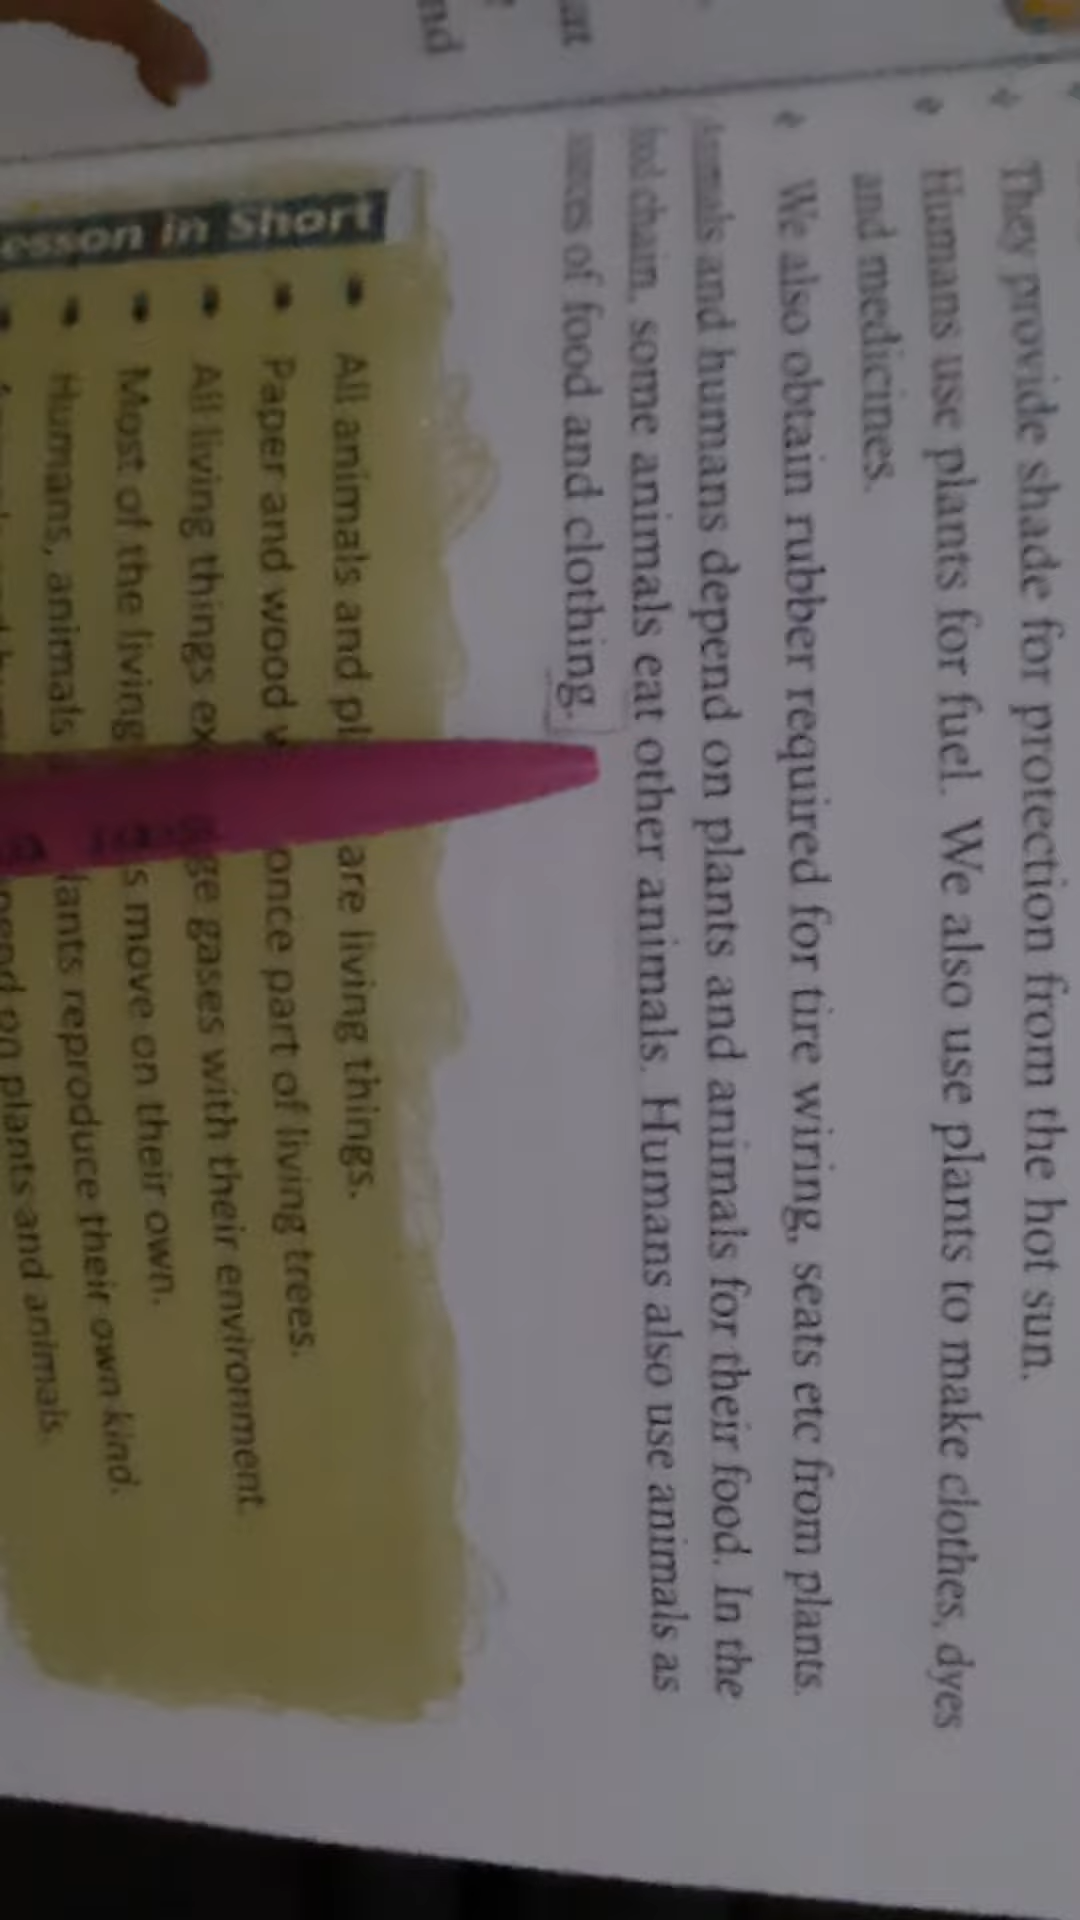 They provide shade for protection from the hot sun.
Humans use plants for fuel. We also use plants to make clothes, dyes
and medicines.
We also obtain rubber required for tire wiring, seats etc from plants.
and humans depend on plants and animals for their food. In the
chain, some animals eat other animals. Humans also use animals as
of food and clothing.
esson in Short
All animals and pl are living things.
Paper and wood w once part of living trees.
All living things ex ge gases with their environment.
Most of the living s move on their own.
Humans, animals lants reproduce their own kind.
on plants and animals.